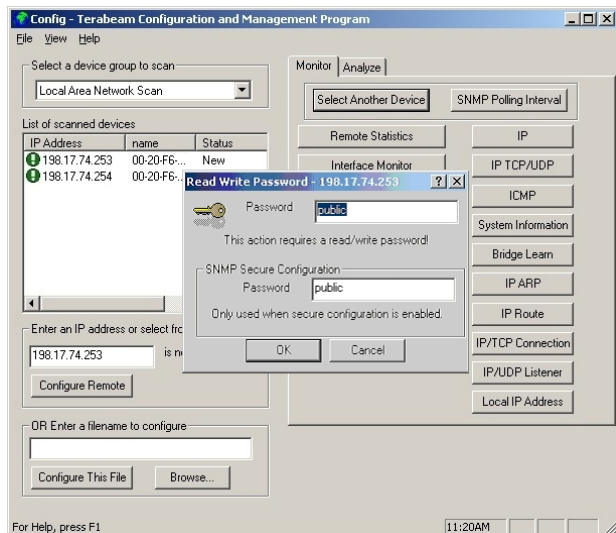 Config - Terabeam Configuration and Management Program
File View Help
Select a device group to scan
Local Area Network Scan
List of scanned devices
IP Address name Status
198.17.74.253 00-20-F6-... New
198.17.74.254 00-20-F6-...
Enter an IP address or select fro
198.17.74.253 is n
Configure Remote
OR Enter a filename to configure
Configure This File Browse...
Monitor Analyze
Select Another Device SNMP Polling Interval
Remote Statistics IP
Interface Monitor IP TCP/UDP
ICMP
System Information
Bridge Learn
IP ARP
IP Route
IP/TCP Connection
IP/UDP Listener
Local IP Address
Read Write Password - 198.17.74.253
Password public
This action requires a read/write password!
SNMP Secure Configuration
Password public
Only used when secure configuration is enabled.
OK Cancel
For Help, press F1 11:20AM